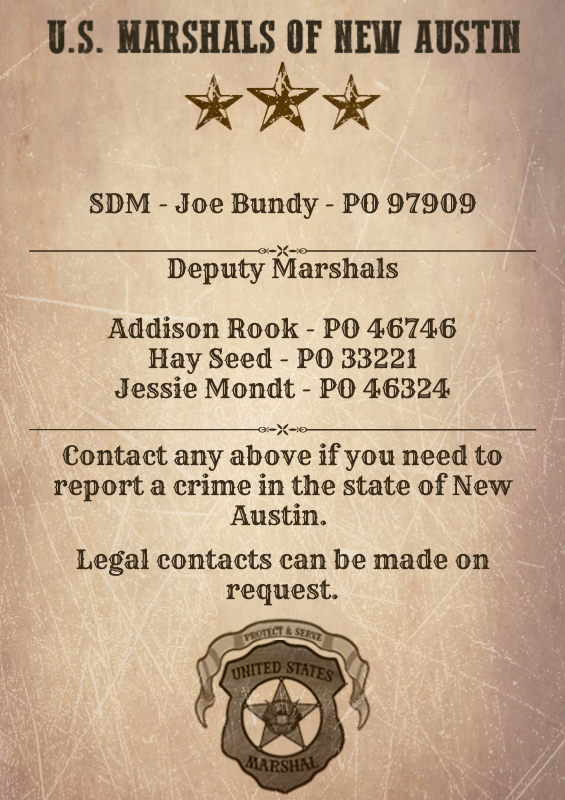 U.S. MARSHALS OF NEW AUSTIN
SDM - Joe Bundy - PO 97909
Deputy Marshals
Addison Rook - PO 46746
Hay Seed - PO 33221
Jessie Mondt - PO 46324
Contact any above if you need to
report a crime in the state of New
Austin.
Legal contacts can be made on
request.
PROTECT & SERVE
UNITED STATES
MARSHAL